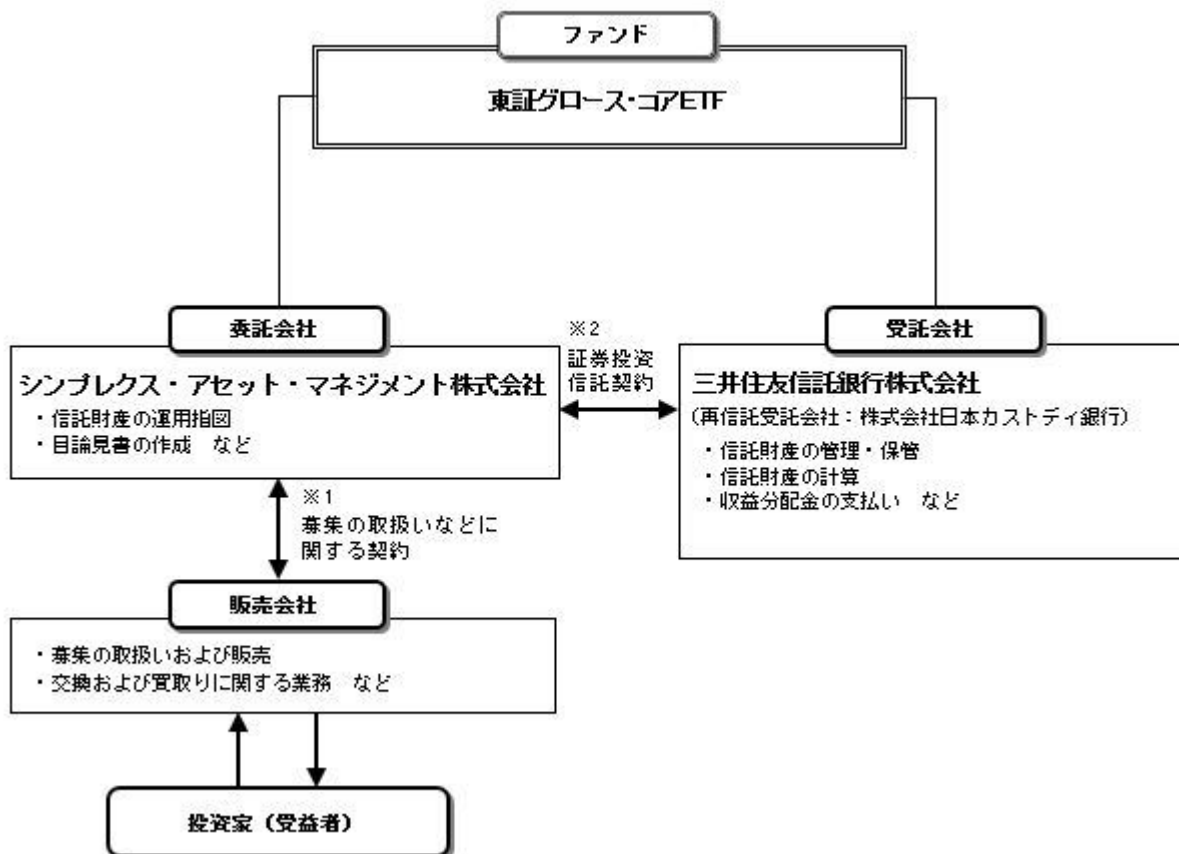 ファンド
東証グロース・コアETF
委託会社
シンプレクス・アセット・マネジメント株式会社
・信託財産の運用指図
・目論見書の作成　など
※2
証券投資
信託契約
受託会社
三井住友信託銀行株式会社
(再信託受託会社：株式会社日本カストディ銀行)
・信託財産の管理・保管
・信託財産の計算
・収益分配金の支払い　など
※1
募集の取扱いなどに
関する契約
販売会社
・募集の取扱いおよび販売
・交換および買取りに関する業務　など
投資家（受益者）